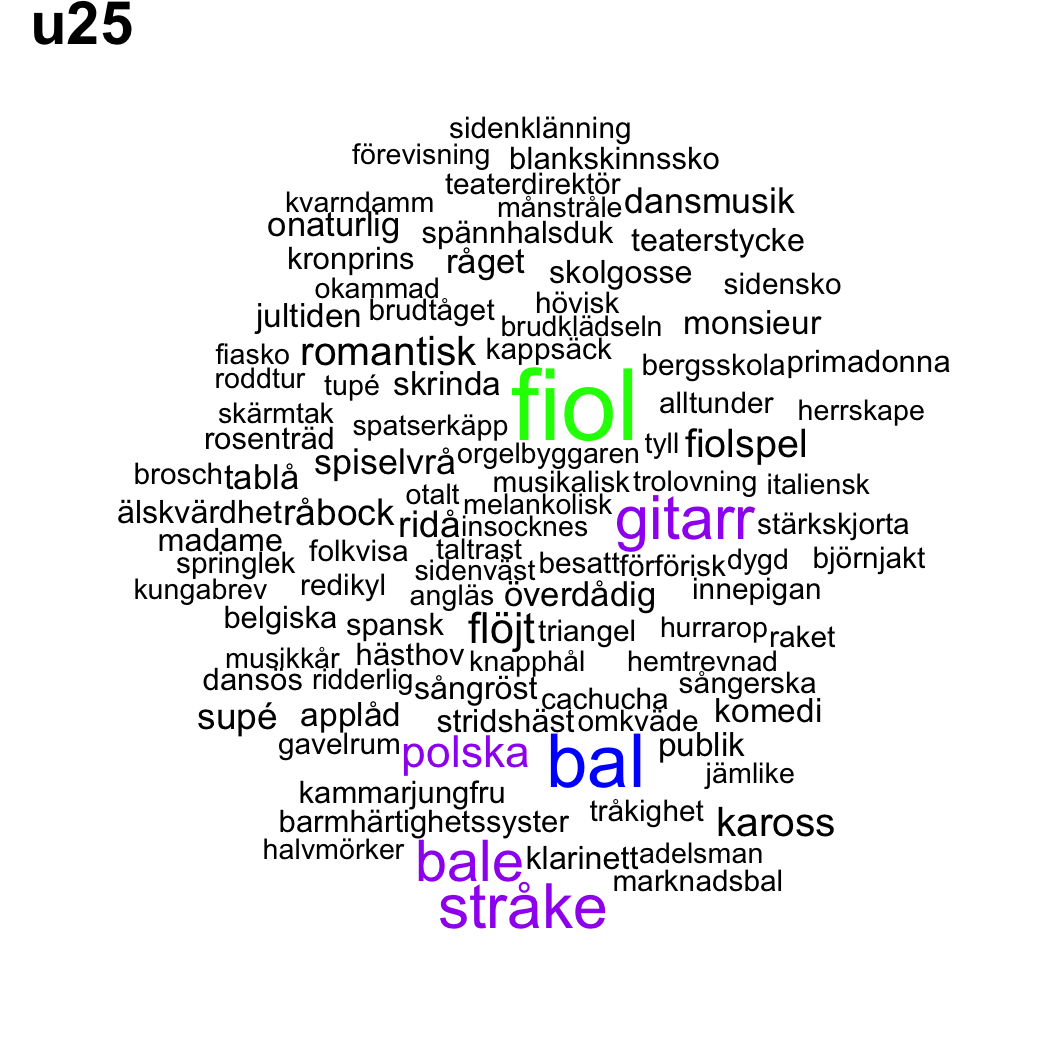 u25
sidenklänning
förevisning blankskinnssko
teaterdirektör
kvarndamm månstråle dansmusik
onaturlig spännhalsduk teaterstycke
kronprins råget skolgosse sidensko
okammad hövisk
jultiden brudtåget brudklädseln monsieur
fiasko romantisk kappsäck bergsskola primadonna
roddtur tupé skrinda fiol alltunder herrskape
skärmtak spatserkäpp
rosenträd orgelbyggaren tyll fiolspel
brosch tablå spiselvrå musikalisk trolovning italiensk
otalt melankolisk
älskvärdhet råbock ridå insocknes gitarr stärkskjorta
madame folkvisa taltrast
springlek sidenväst besatt förförisk dygd björnjakt
kungabrev redikyl angläs överdådig innepigan
belgiska spansk flöjt triangel hurrarop raket
musikkår hästhov knapphål hemtrevnad
dansös ridderlig sångröst cachucha sångerska
supé applåd stridshäst omkväde komedi
gavelrum polska bal publik
jämlike
kammarjungfru tråkighet
barmhärtighetssyster kaross
halvmörker bale klarinett adelsman
stråke marknadsbal